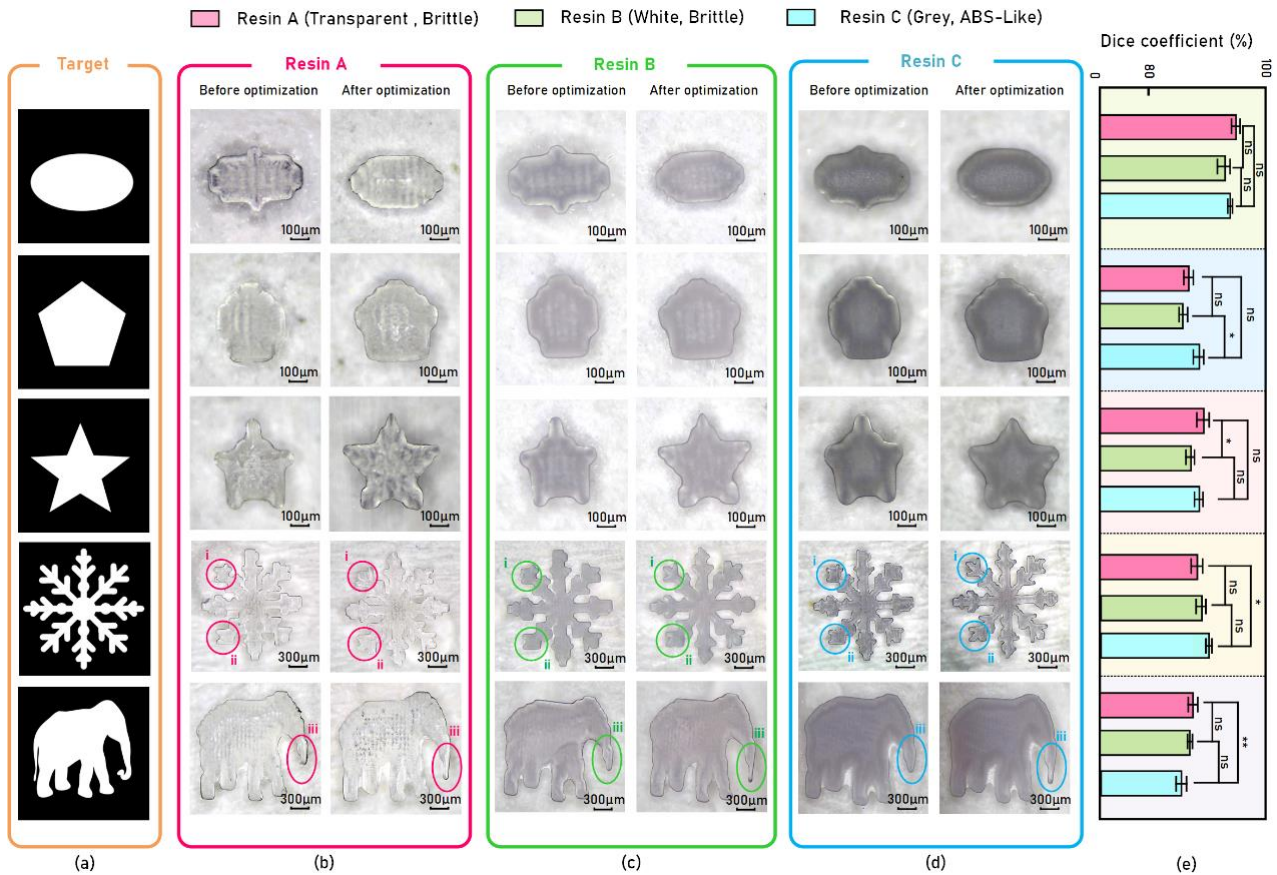 Resin A (Transparent , Brittle) Resin B (White, Brittle) Resin C (Grey, ABS-Like)
Target
Resin A
Before optimization After optimization
100μm 100μm
100μm 100μm
100μm 100μm
i i
ii ii
300μm 300μm
iii iii
300μm 300μm
Resin B
Before optimization After optimization
100μm 100μm
100μm 100μm
100μm 100μm
i i
ii ii
300μm 300μm
iii iii
300μm 300μm
Resin C
Before optimization After optimization
100μm 100μm
100μm 100μm
100μm 100μm
i i
ii ii
300μm 300μm
iii iii
300μm 300μm
Dice coefficient (%)
0 80 100
ns ns ns
ns * ns
* ns ns
ns ns *
ns ns **
(a) (b) (c) (d) (e)